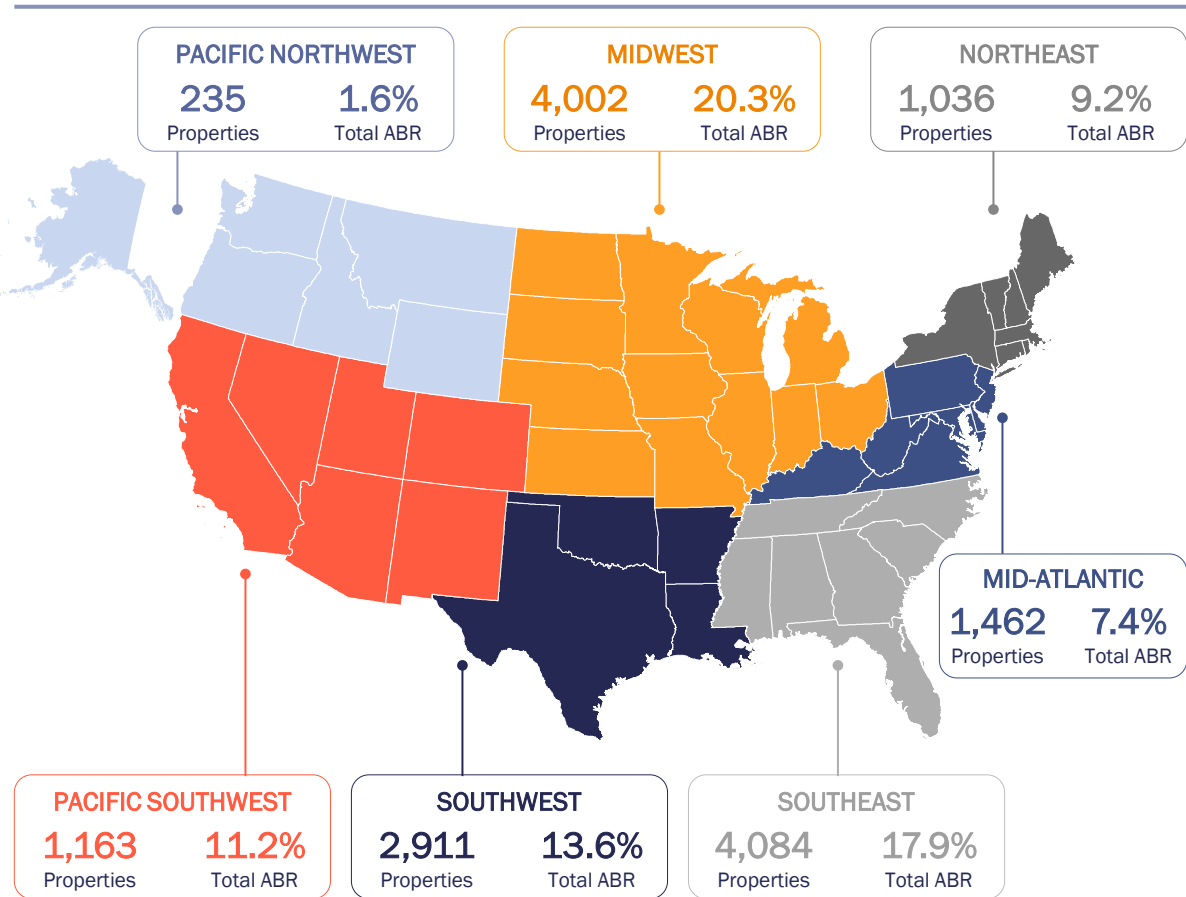 PACIFIC NORTHWEST
235 1.6%
Properties Total ABR
MIDWEST
4,002 20.3%
Properties Total ABR
NORTHEAST
1,036 9.2%
Properties Total ABR
MID-ATLANTIC
1,462 7.4%
Properties Total ABR
PACIFIC SOUTHWEST
1,163 11.2%
Properties Total ABR
SOUTHWEST
2,911 13.6%
Properties Total ABR
SOUTHEAST
4,084 17.9%
Properties Total ABR